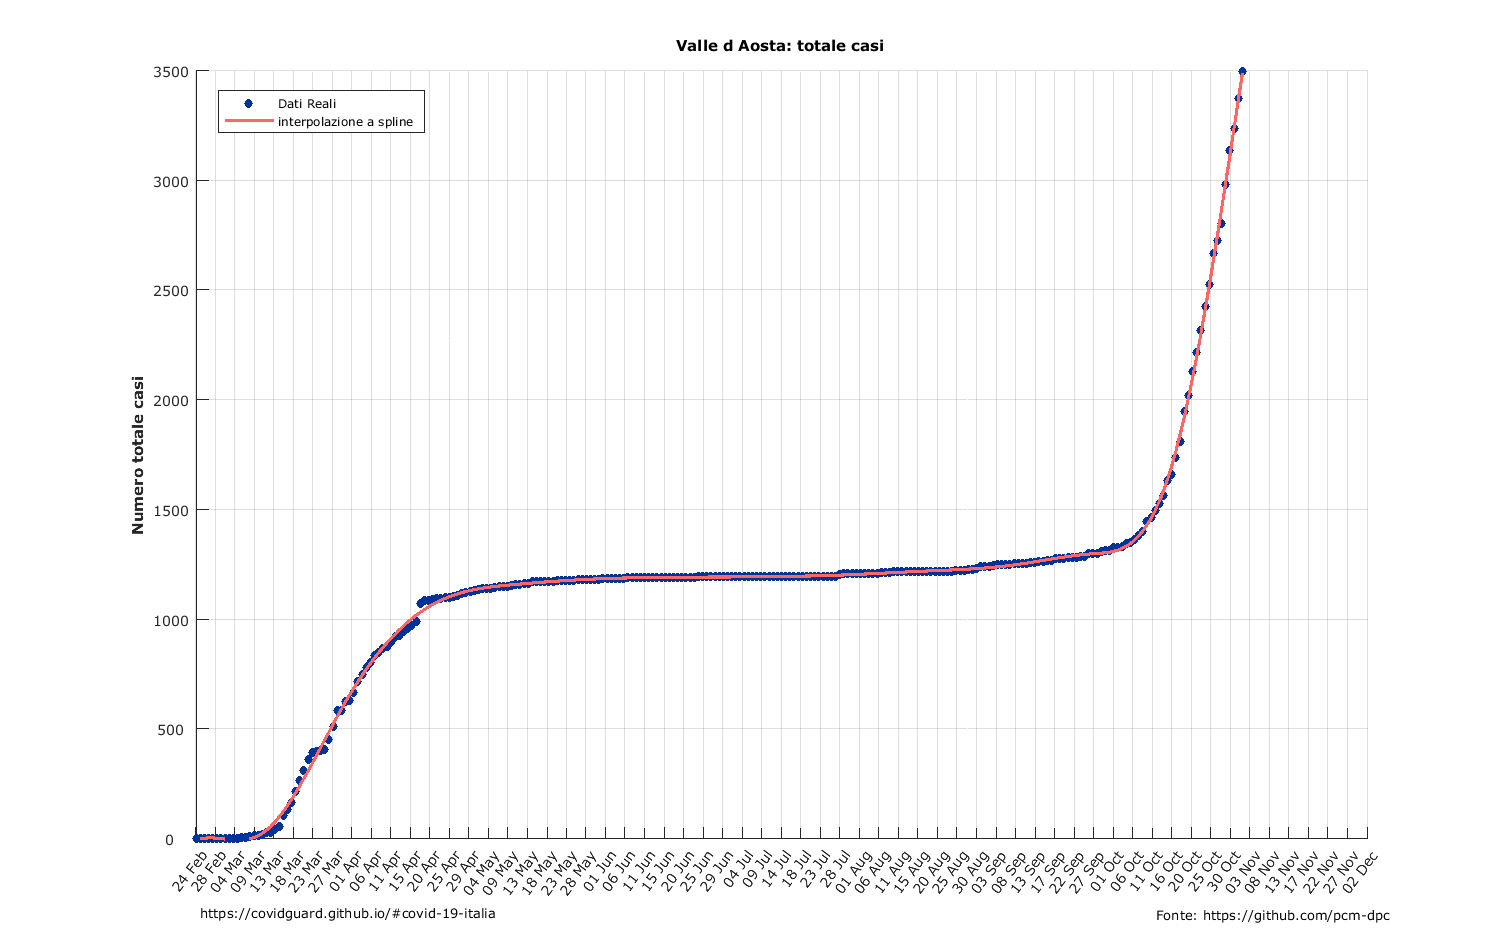 Valle d Aosta: totale casi
Dati Reali
interpolazione a spline
Numero totale casi
3500
3000
2500
2000
1500
1000
500
0
24 Feb
28 Feb
04 Mar
09 Mar
13 Mar
18 Mar
23 Mar
27 Mar
01 Apr
06 Apr
11 Apr
15 Apr
20 Apr
25 Apr
29 Apr
04 May
09 May
13 May
18 May
23 May
28 May
01 Jun
06 Jun
11 Jun
15 Jun
20 Jun
25 Jun
29 Jun
04 Jul
09 Jul
14 Jul
18 Jul
23 Jul
28 Jul
01 Aug
06 Aug
11 Aug
15 Aug
20 Aug
25 Aug
30 Aug
03 Sep
08 Sep
13 Sep
17 Sep
22 Sep
27 Sep
01 Oct
06 Oct
11 Oct
16 Oct
20 Oct
25 Oct
30 Oct
03 Nov
08 Nov
13 Nov
17 Nov
22 Nov
27 Nov
02 Dec
https://covidguard.github.io/#covid-19-italia
Fonte: https://github.com/pcm-dpc